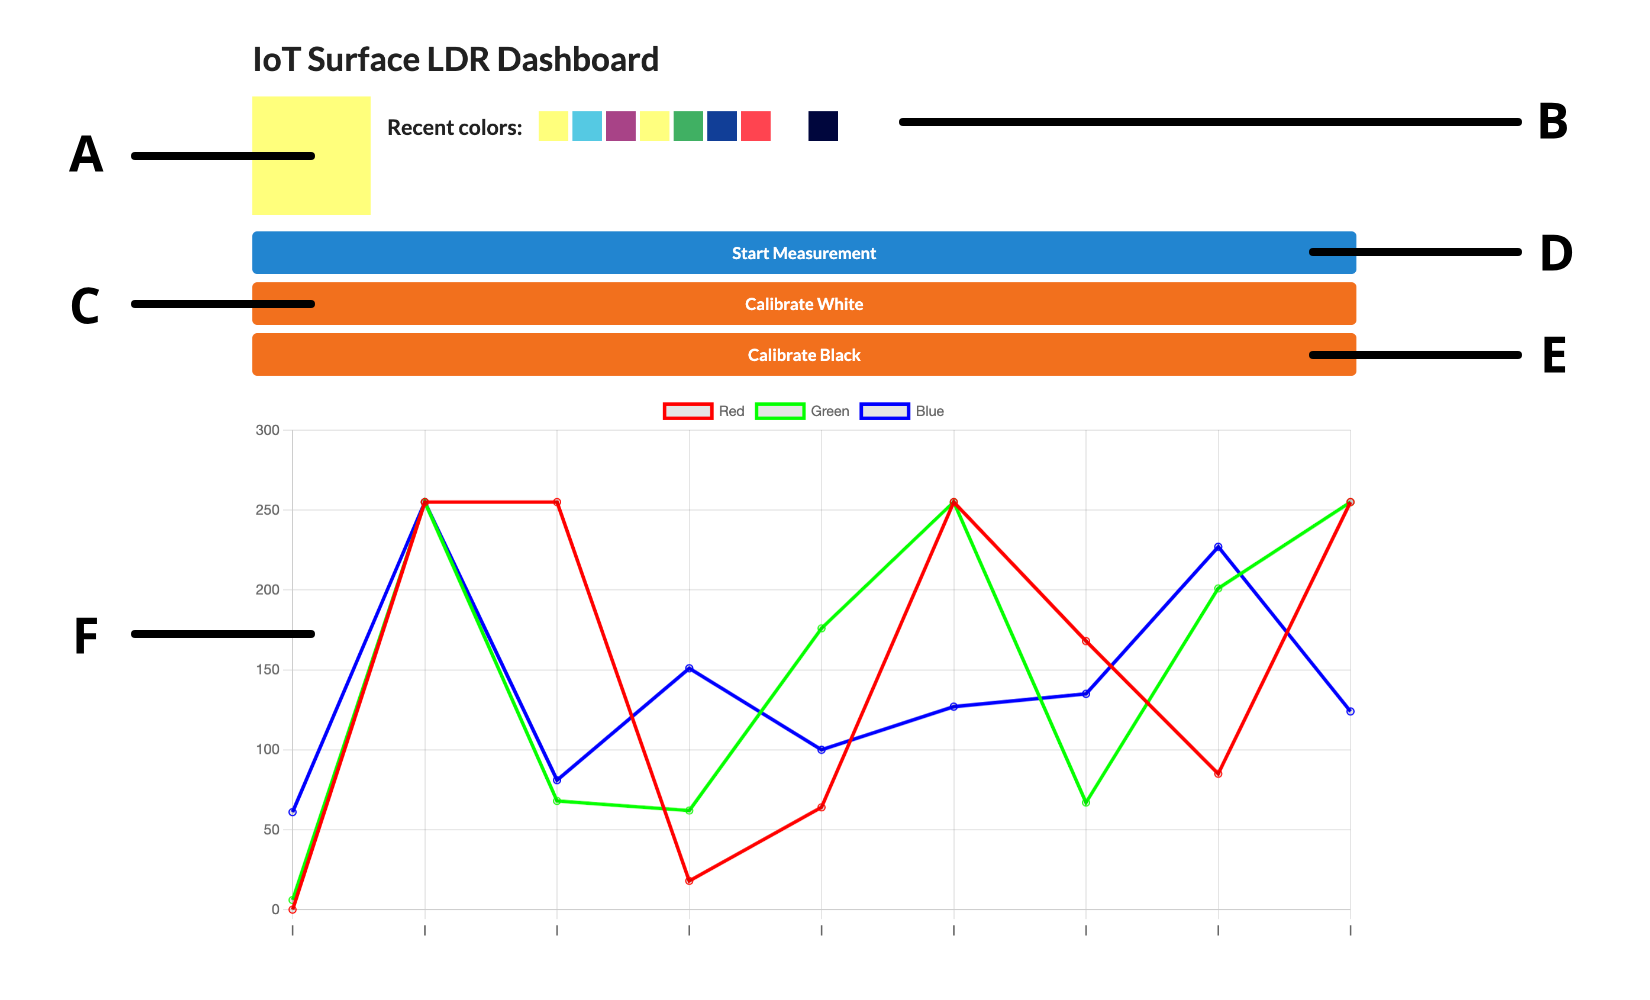 IoT Surface LDR Dashboard
A
Recent colors:
B
Start Measurement
D
C
Calibrate White
Calibrate Black
E
Red Green Blue
300
250
200
F
150
100
50
0